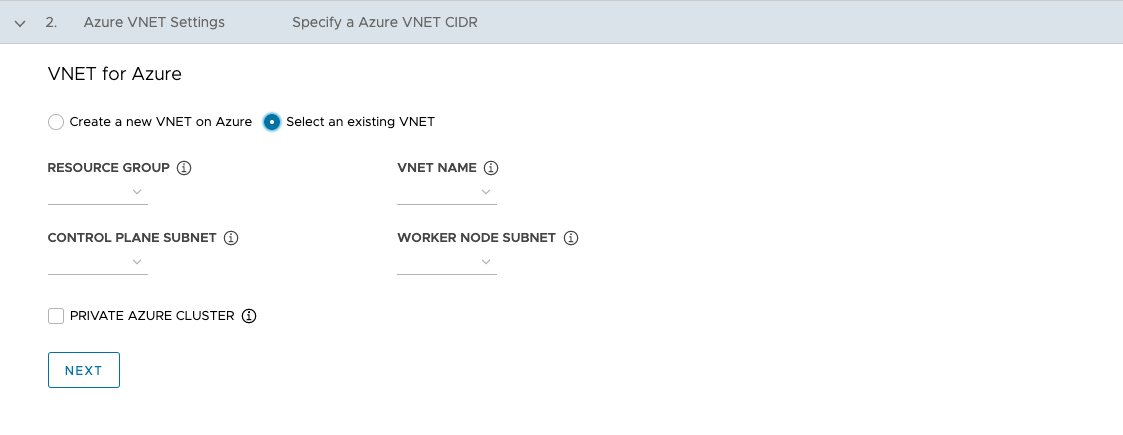 2. Azure VNET Settings Specify a Azure VNET CIDR
VNET for Azure
Create a new VNET on Azure Select an existing VNET
RESOURCE GROUP VNET NAME
CONTROL PLANE SUBNET WORKER NODE SUBNET
PRIVATE AZURE CLUSTER
NEXT